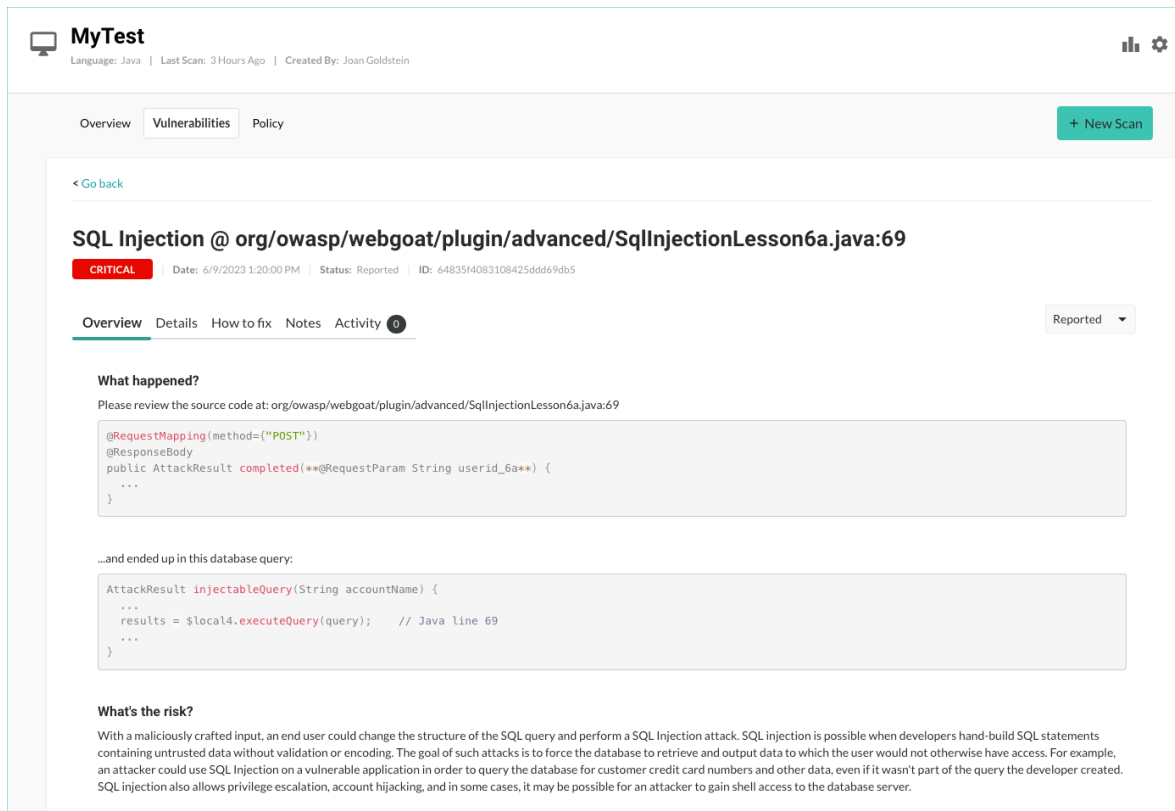 MyTest
Language: Java | Last Scan: 3 Hours Ago | Created By: Joan Goldstein
Overview Vulnerabilities Policy
+ New Scan
< Go back
SQL Injection @ org/owasp/webgoat/plugin/advanced/SqlInjectionLesson6a.java:69
CRITICAL | Date: 6/9/2023 1:20:00 PM | Status: Reported | ID: 64835f4083108425ddd69db5
Overview Details How to fix Notes Activity 0
Reported
What happened?
Please review the source code at: org/owasp/webgoat/plugin/advanced/SqlInjectionLesson6a.java:69
@RequestMapping(method={"POST"})
@ResponseBody
public AttackResult completed(**@RequestParam String userid_6a**) {
  ...
}
...and ended up in this database query:
AttackResult injectableQuery(String accountName) {
  ...
  results = $local4.executeQuery(query);    // Java line 69
  ...
}
What's the risk?
With a maliciously crafted input, an end user could change the structure of the SQL query and perform a SQL Injection attack. SQL injection is possible when developers hand-build SQL statements
containing untrusted data without validation or encoding. The goal of such attacks is to force the database to retrieve and output data to which the user would not otherwise have access. For example,
an attacker could use SQL Injection on a vulnerable application in order to query the database for customer credit card numbers and other data, even if it wasn't part of the query the developer created.
SQL injection also allows privilege escalation, account hijacking, and in some cases, it may be possible for an attacker to gain shell access to the database server.